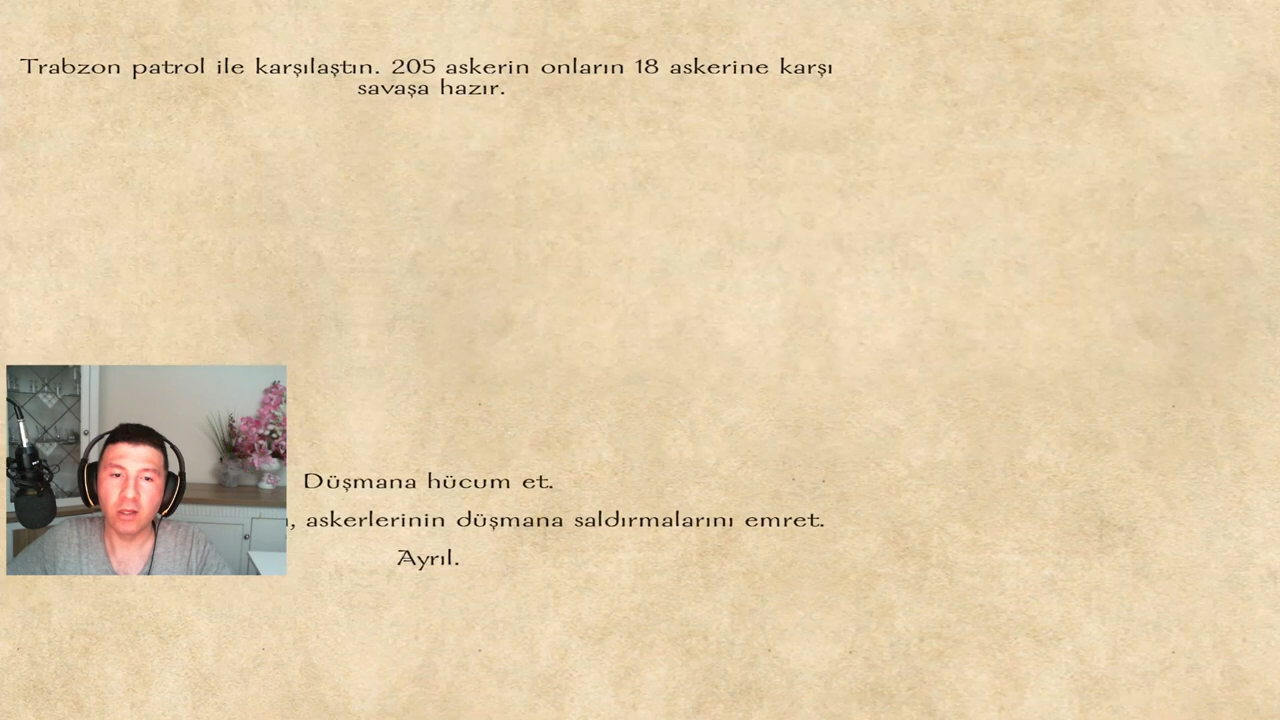 Trabzon patrol ile karşılaştın. 205 askerin onların 18 askerine karşı
savaşa hazır.
Düşmana hücum et.
, askerlerinin düşmana saldırmalarını emret.
Ayrıl.